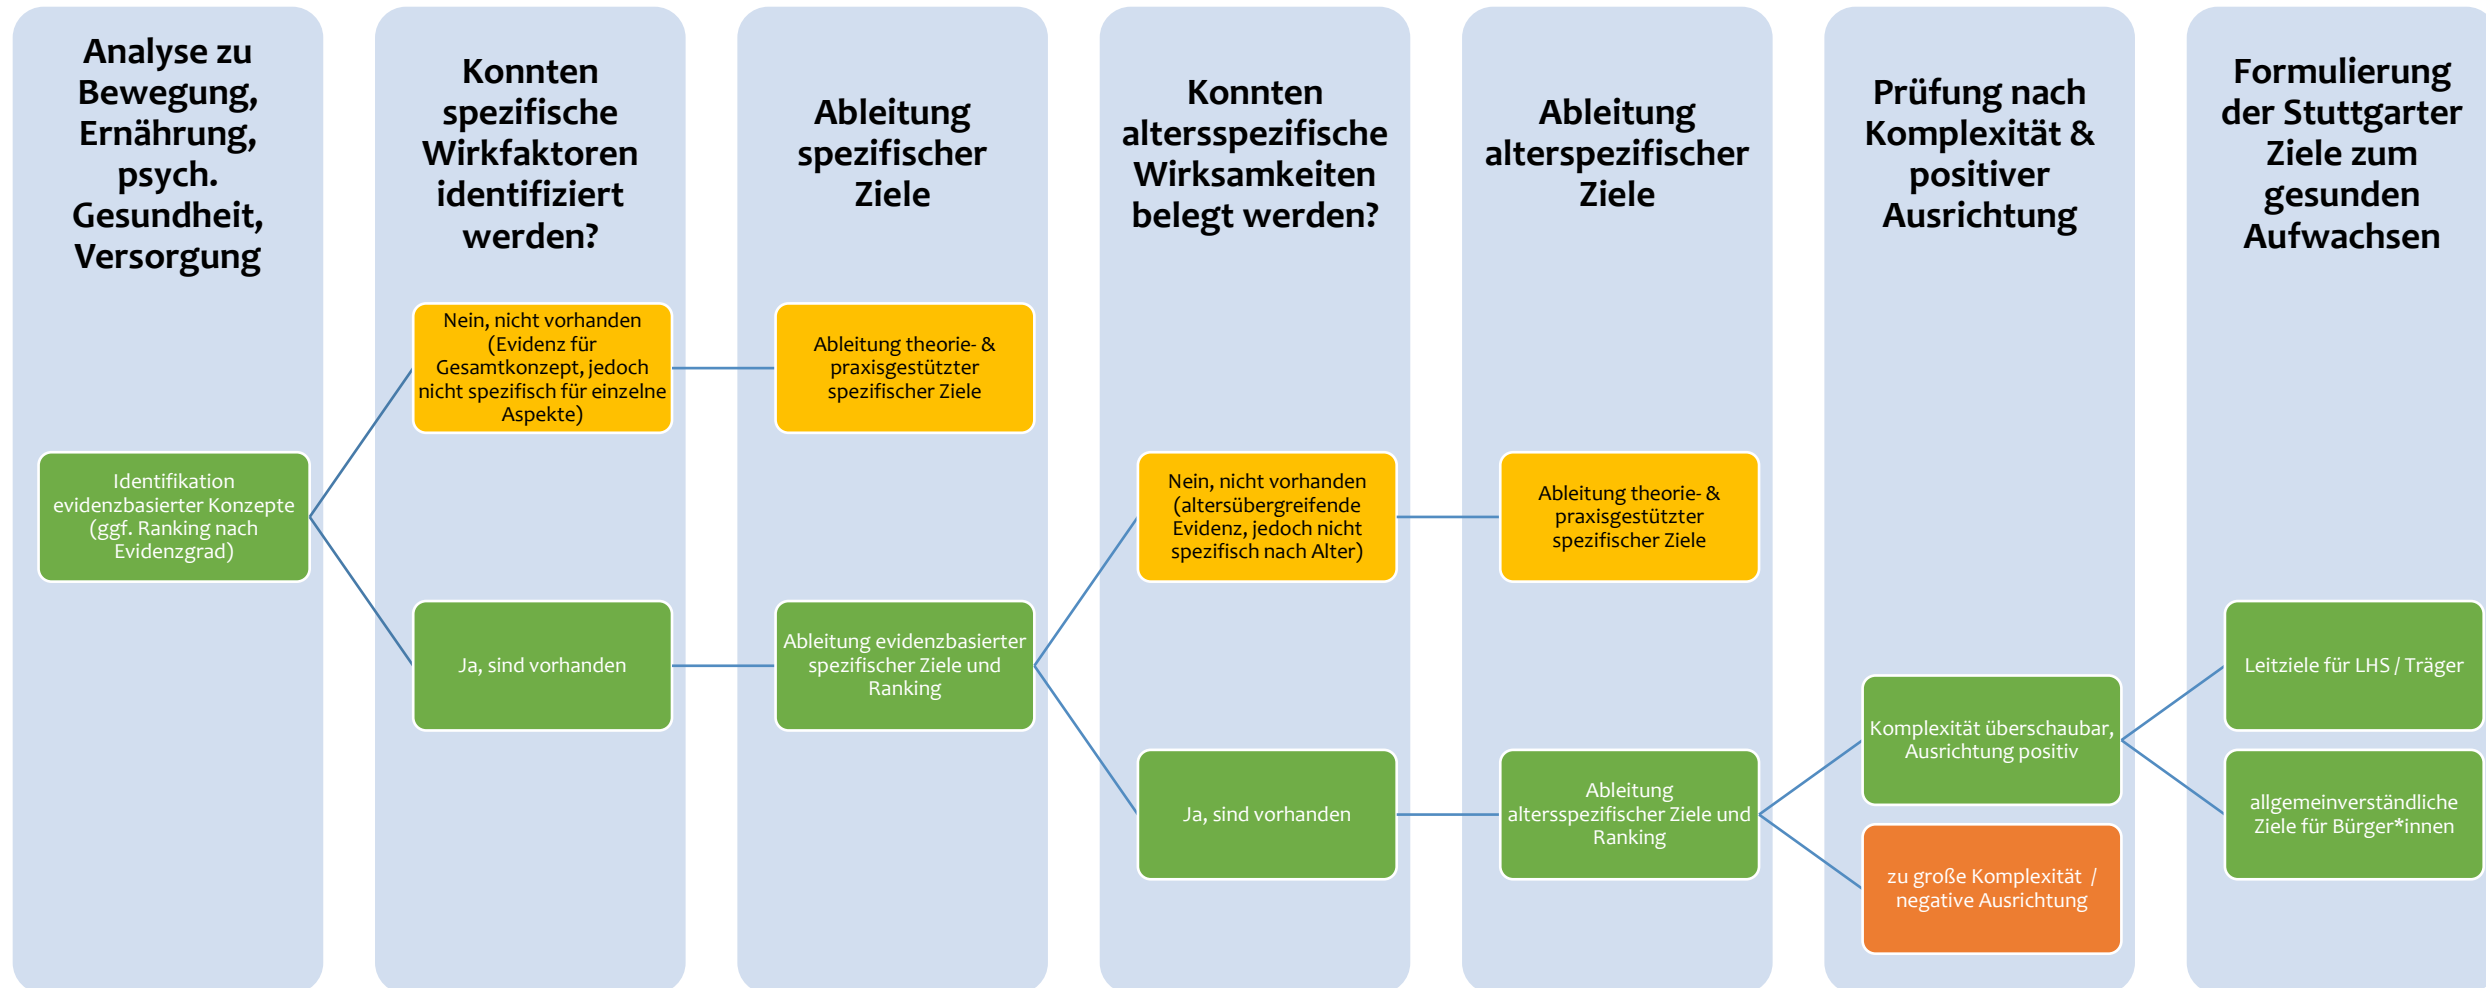 Analyse zu
Bewegung,
Ernährung,
psych.
Gesundheit,
Versorgung
Identifikation
evidenzbasierter Konzepte
(ggf. Ranking nach
Evidenzgrad)
Konnten
spezifische
Wirkfaktoren
identifiziert
werden?
Nein, nicht vorhanden
(Evidenz für
Gesamtkonzept, jedoch
nicht spezifisch für einzelne
Aspekte)
Ja, sind vorhanden
Ableitung
spezifischer
Ziele
Ableitung theorie- &
praxisgestützter
spezifischer Ziele
Ableitung evidenzbasierter
spezifischer Ziele und
Ranking
Konnten
altersspezifische
Wirksamkeiten
belegt werden?
Nein, nicht vorhanden
(altersübergreifende
Evidenz, jedoch nicht
spezifisch nach Alter)
Ja, sind vorhanden
Ableitung
alterspezifischer
Ziele
Ableitung theorie- &
praxisgestützter
spezifischer Ziele
Ableitung
altersspezifischer Ziele und
Ranking
Prüfung nach
Komplexität &
positiver
Ausrichtung
Komplexität überschaubar,
Ausrichtung positiv
zu große Komplexität /
negative Ausrichtung
Formulierung
der Stuttgarter
Ziele zum
gesunden
Aufwachsen
Leitziele für LHS / Träger
allgemeinverständliche
Ziele für Bürger*innen